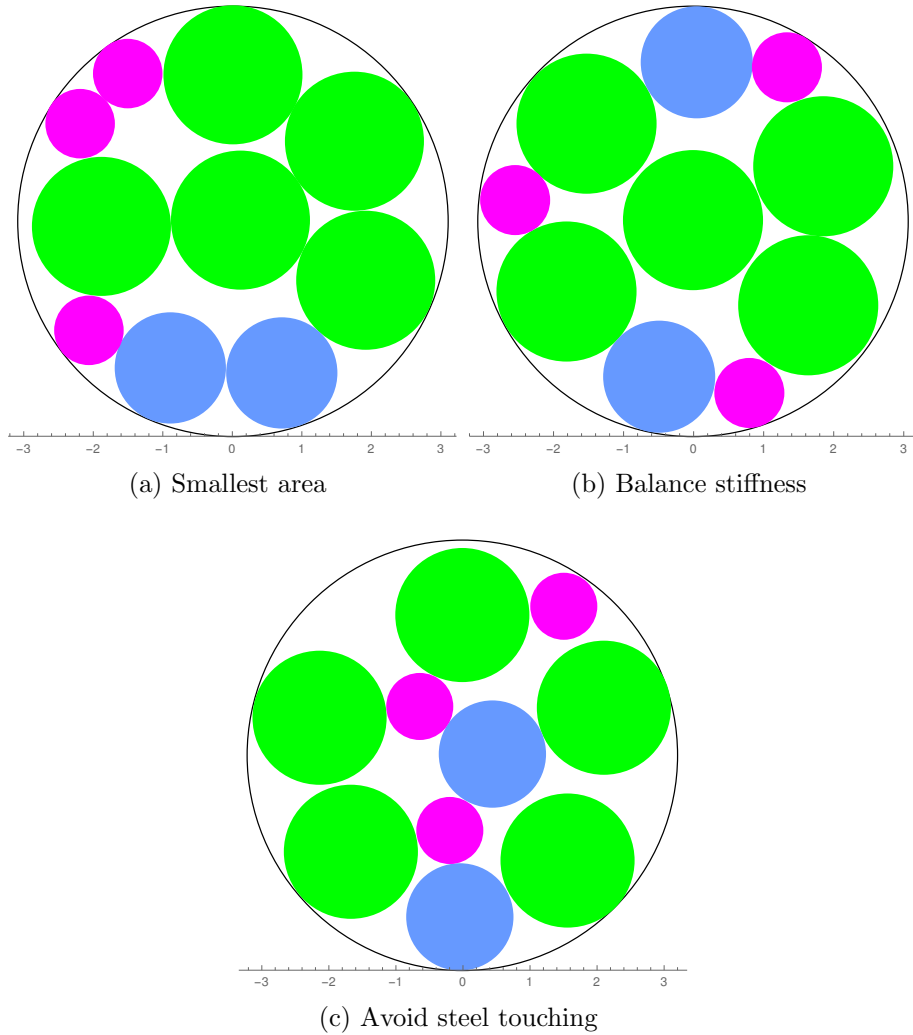 −3 −2 −1 0 1 2 3 −3 −2 −1 0 1 2 3
(a) Smallest area (b) Balance stiffness
−3 −2 −1 0 1 2 3
(c) Avoid steel touching